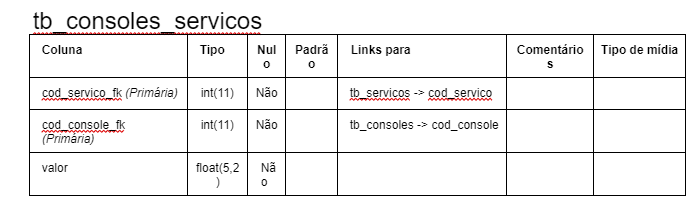 tb_consoles_servicos
Coluna Tipo Nul Padrã Links para Comentário Tipo de mídia
o o s
cod_servico_fk (Primária) int(11) Não tb_servicos -> cod_servico
cod_console_fk int(11) Não tb_consoles -> cod_console
(Primária)
valor float(5,2 Nã
) o